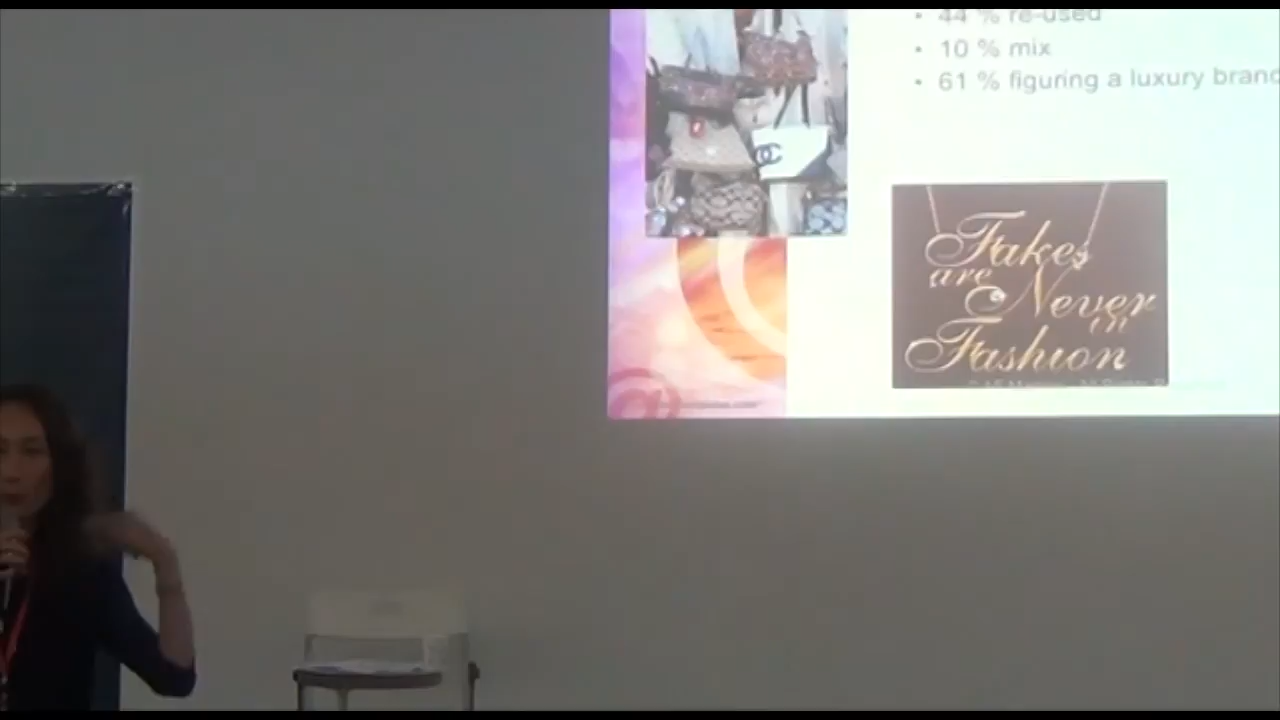 44 % re-used
• 10 % mix
• 61 % figuring a luxury brand
Fakes
are Never
in
Fashion